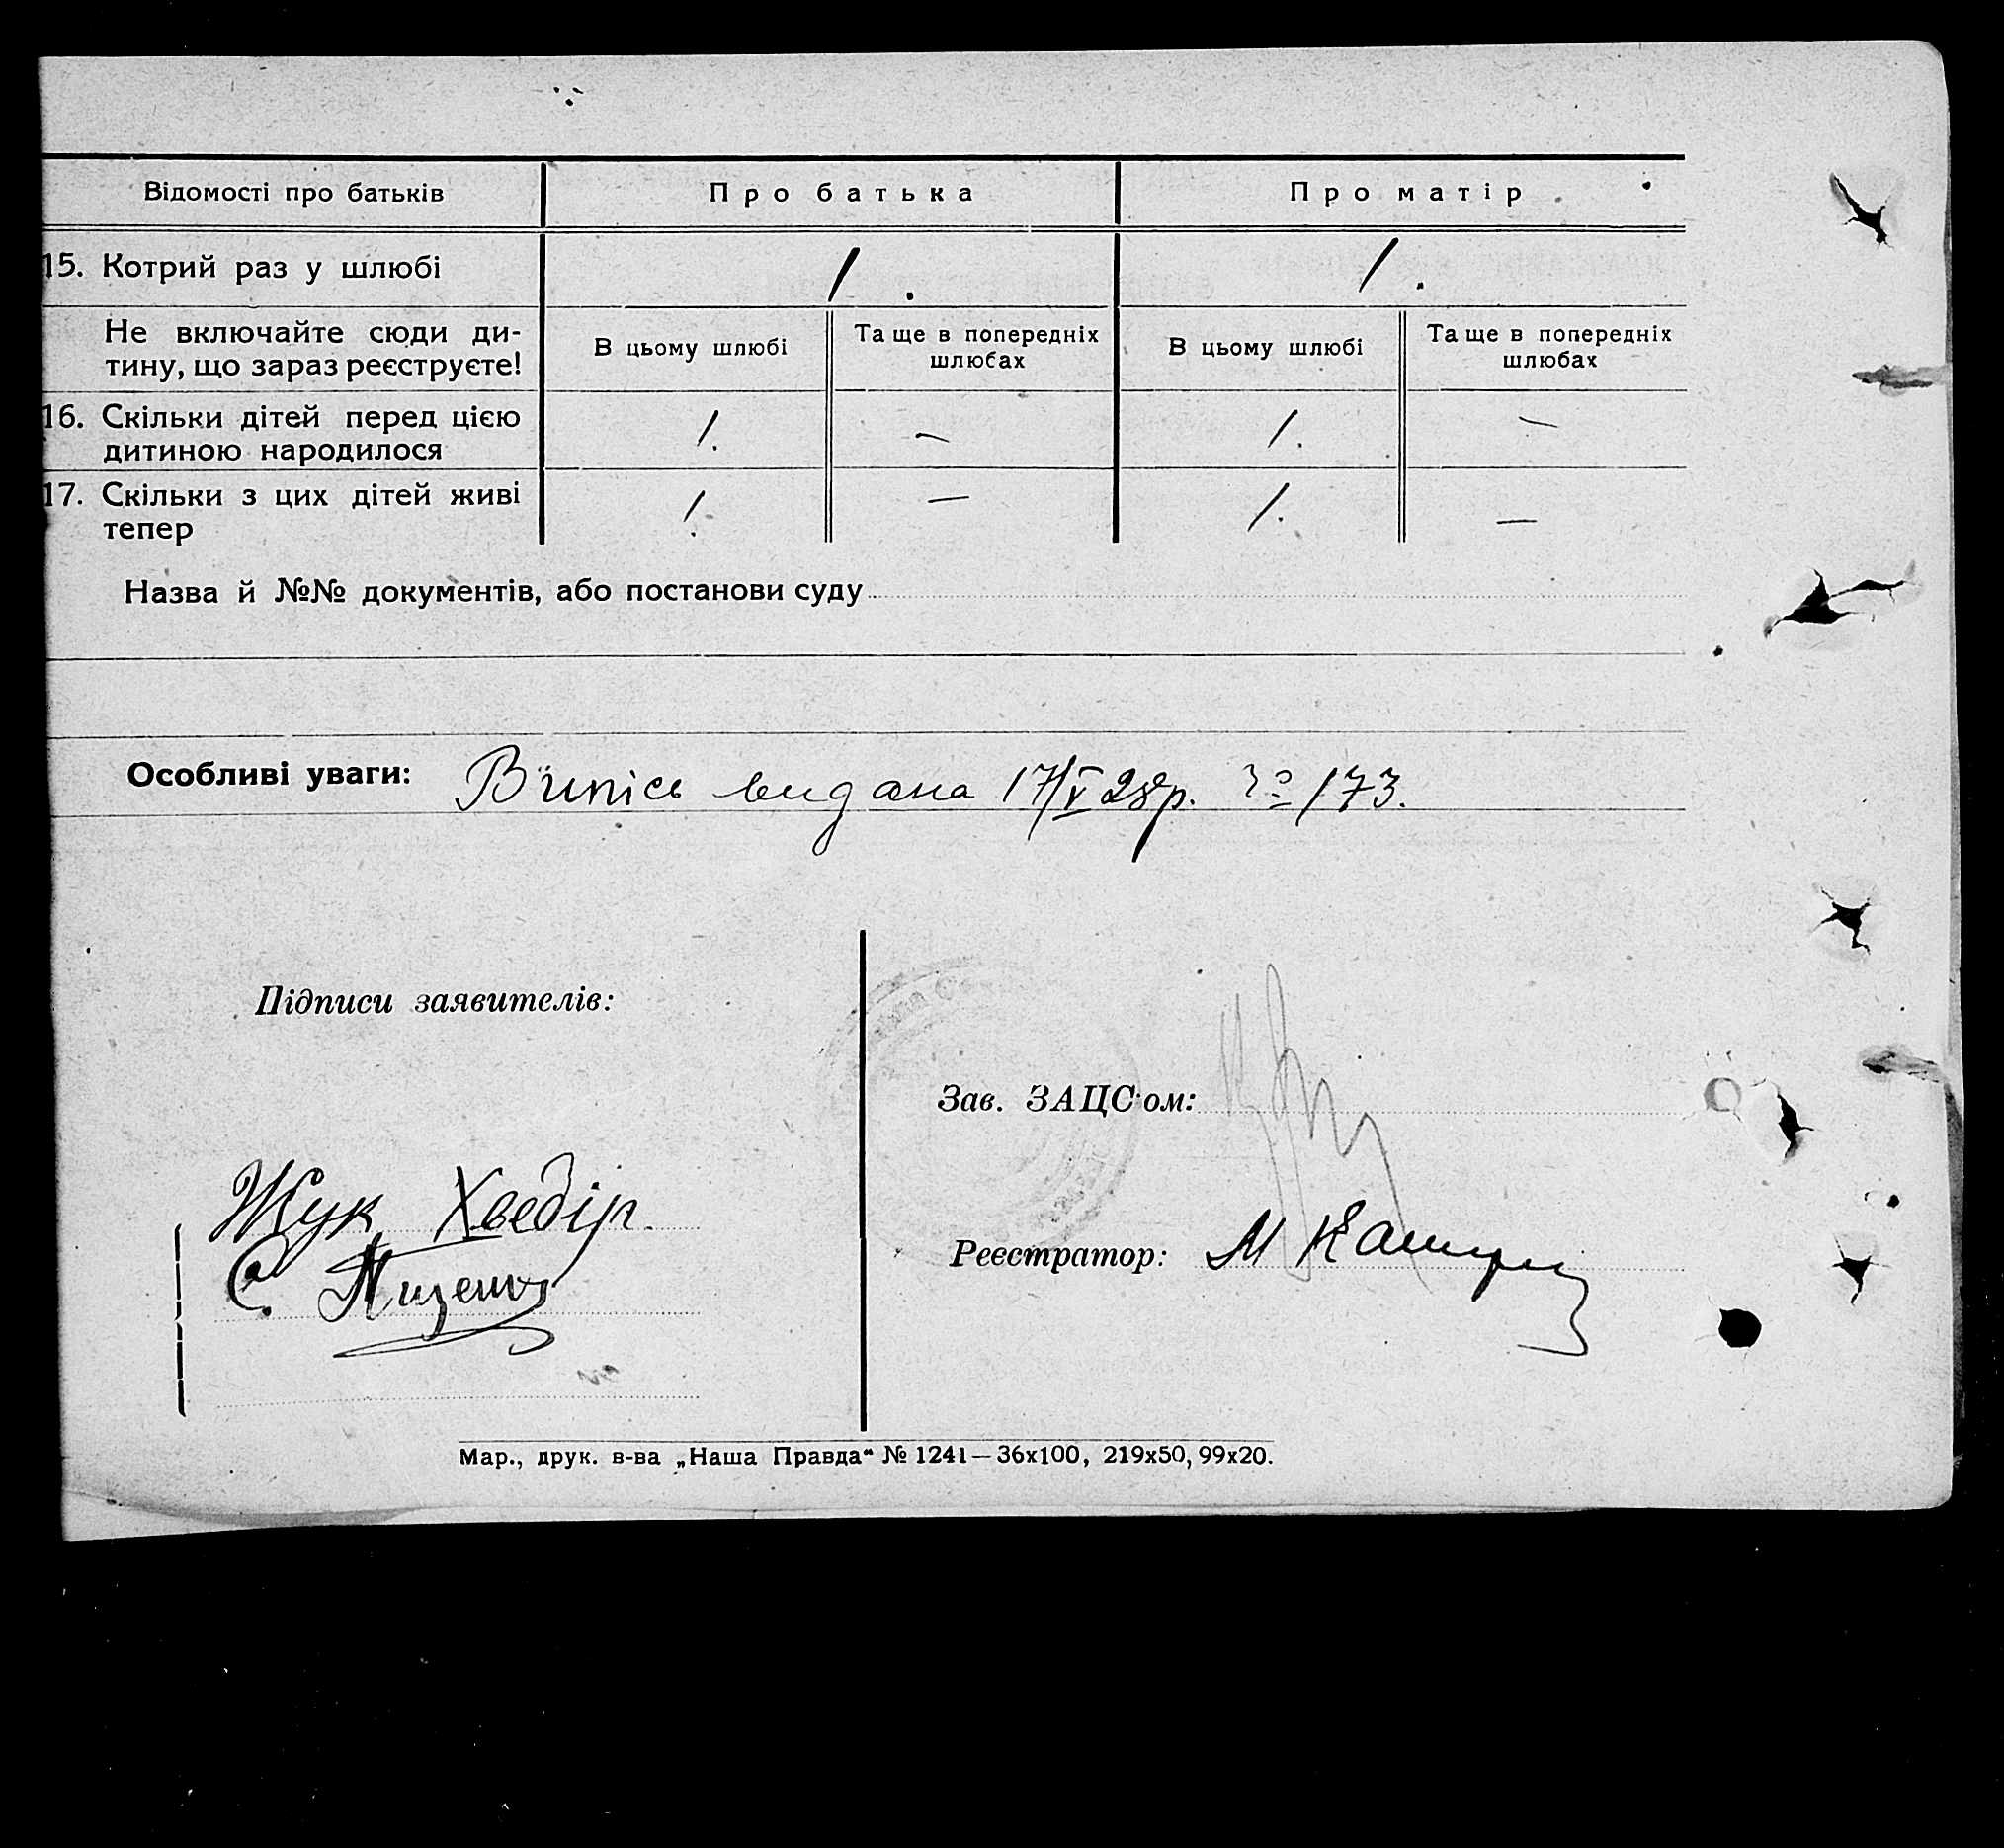 Відомості про батьків Про батька Про матір
15. Котрий раз у шлюбі 1. 1.
Не включайте сюди ди-
тину, що зараз реєструєте!
В цьому шлюбі
Та ще в попередніх
шлюбах
В цьому шлюбі
Та ще в попередніх
шлюбах
16. Скільки дітей перед цією
дитиною народилося
1. — 1. —
17. Скільки з цих дітей живі
тепер
1. — 1. —
Назва й №№ документів, або постанови суду
Особливі уваги: Випісь видана 17/V 28р. за 173.
Підписи заявителів:
Жук Хведір.
С.
Зав. ЗАЦС'ом:
Реєстратор: М
Мар., друк. в-ва „Наша Правда“ № 1241—36х100, 219х50, 99х20.